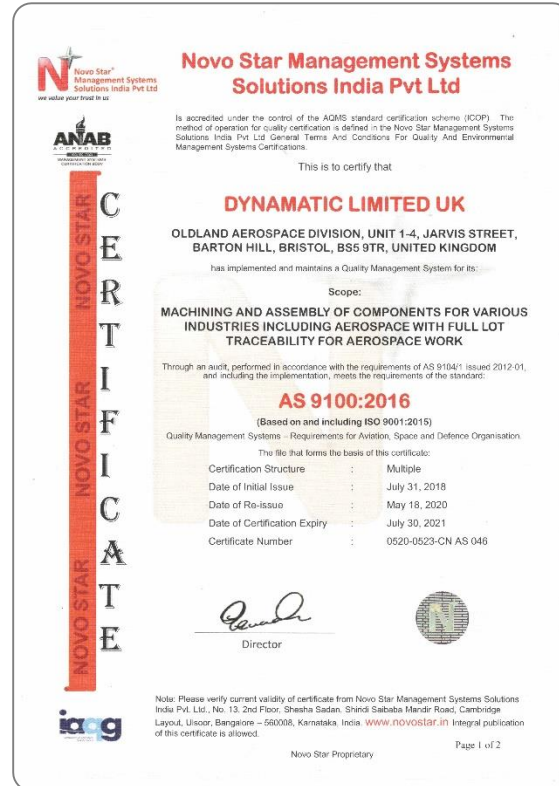 Novo Star®
Management Systems
Solutions India Pvt Ltd
we value your trust in us
ANAB
ACCREDITED
MANAGEMENT SYSTEMS
CERTIFICATION BODY
CERTIFICATE
NOVO STAR
NOVO STAR
NOVO STAR
NOVO STAR
Novo Star Management Systems
Solutions India Pvt Ltd
Is accredited under the control of the AQMS standard certification scheme (ICOP) The
method of operation for quality certification is defined in the Novo Star Management Systems
Solutions India Pvt Ltd General Terms And Conditions For Quality And Environmental
Management Systems Certifications.
This is to certify that
DYNAMATIC LIMITED UK
OLDLAND AEROSPACE DIVISION, UNIT 1-4, JARVIS STREET,
BARTON HILL, BRISTOL, BS5 9TR, UNITED KINGDOM
has implemented and maintains a Quality Management System for its:
Scope:
MACHINING AND ASSEMBLY OF COMPONENTS FOR VARIOUS
INDUSTRIES INCLUDING AEROSPACE WITH FULL LOT
TRACEABILITY FOR AEROSPACE WORK
Through an audit, performed in accordance with the requirements of AS 9104/1 issued 2012-01,
and including the implementation, meets the requirements of the standard:
AS 9100:2016
(Based on and including ISO 9001:2015)
Quality Management Systems – Requirements for Aviation, Space and Defence Organisation.
The file that forms the basis of this certificate:
Certification Structure : Multiple
Date of Initial Issue : July 31, 2018
Date of Re-issue : May 18, 2020
Date of Certification Expiry : July 30, 2021
Certificate Number : 0520-0523-CN AS 046
Director
N
iaqg
Note: Please verify current validity of certificate from Novo Star Management Systems Solutions
India Pvt. Ltd., No. 13, 2nd Floor, Shesha Sadan, Shirdi Saibaba Mandir Road, Cambridge
Layout, Ulsoor, Bangalore – 560008, Karnataka, India. www.novostar.in Integral publication
of this certificate is allowed.
Page 1 of 2
Novo Star Proprietary